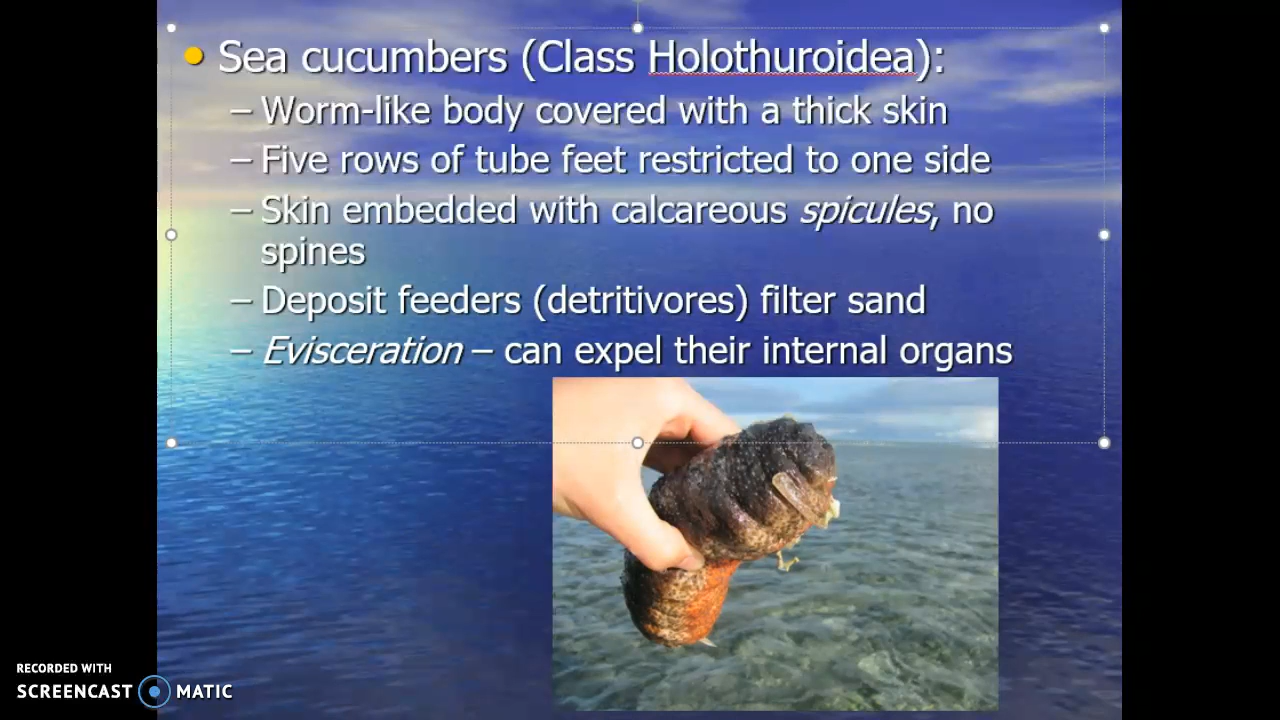 • Sea cucumbers (Class Holothuroidea):
– Worm-like body covered with a thick skin
– Five rows of tube feet restricted to one side
– Skin embedded with calcareous spicules, no
spines
– Deposit feeders (detritivores) filter sand
– Evisceration – can expel their internal organs
RECORDED WITH
SCREENCAST MATIC